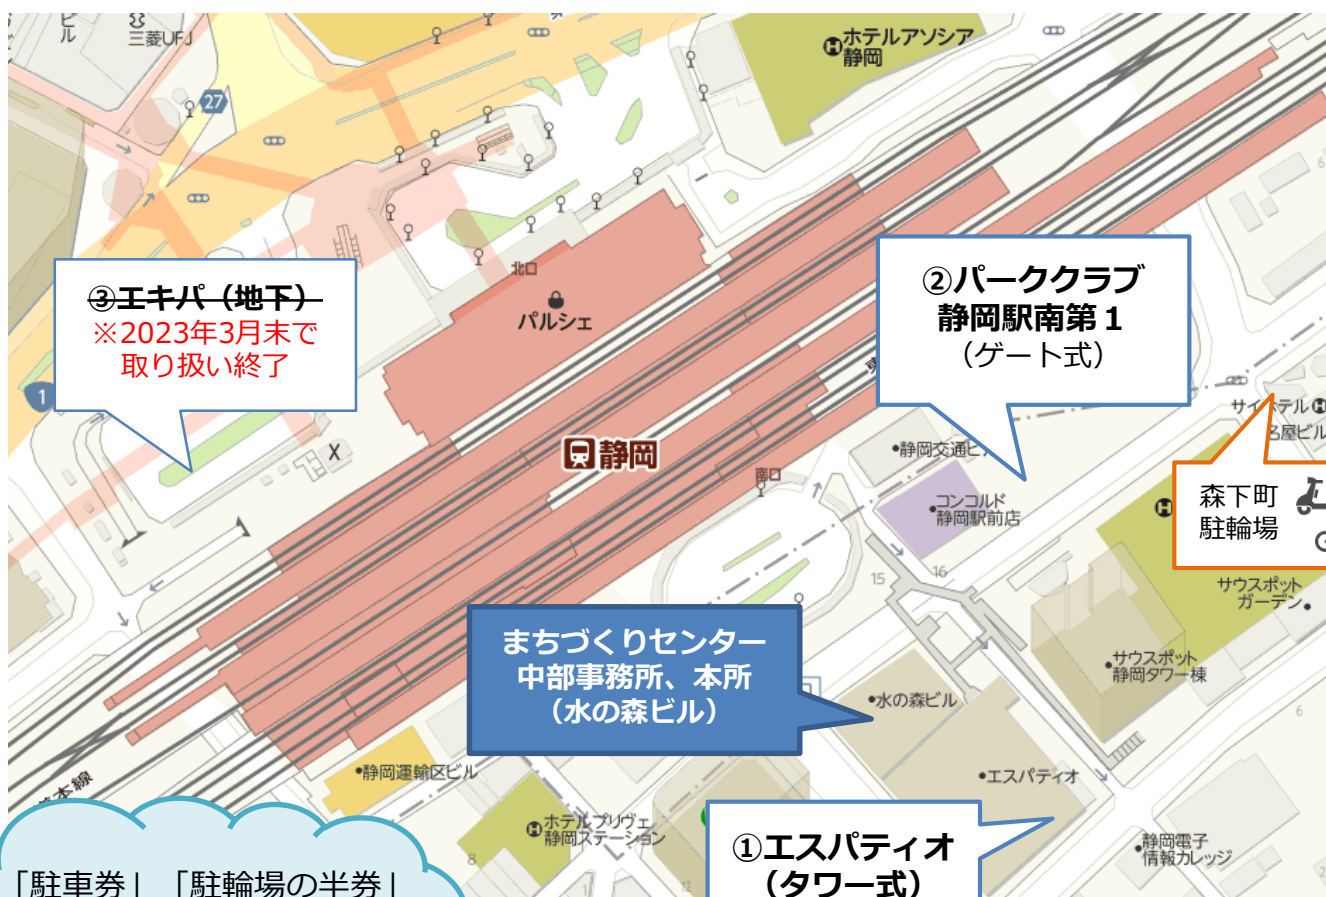 ビル
三菱UFJ
27
ホテルアソシア
静岡
③エキパ（地下）
※2023年3月末で
取り扱い終了
1
北口
パルシェ
②パーククラブ
静岡駅南第１
（ゲート式）
静岡
南口
静岡交通ビ
コンコルド
静岡駅前店
サイ
ホテル
名屋ビル
森下町
駐輪場
サウスポット
ガーデン
サウスポット
静岡タワー棟
15
16
6
6
まちづくりセンター
中部事務所、本所
（水の森ビル）
水の森ビル
エスパティオ
静岡運輸区ビル
本線
ホテルプリヴェ
静岡ステーション
8
1
12
2
①エスパティオ
（タワー式）
静岡電子
情報カレッジ
「駐車券」「駐輪場の半券」